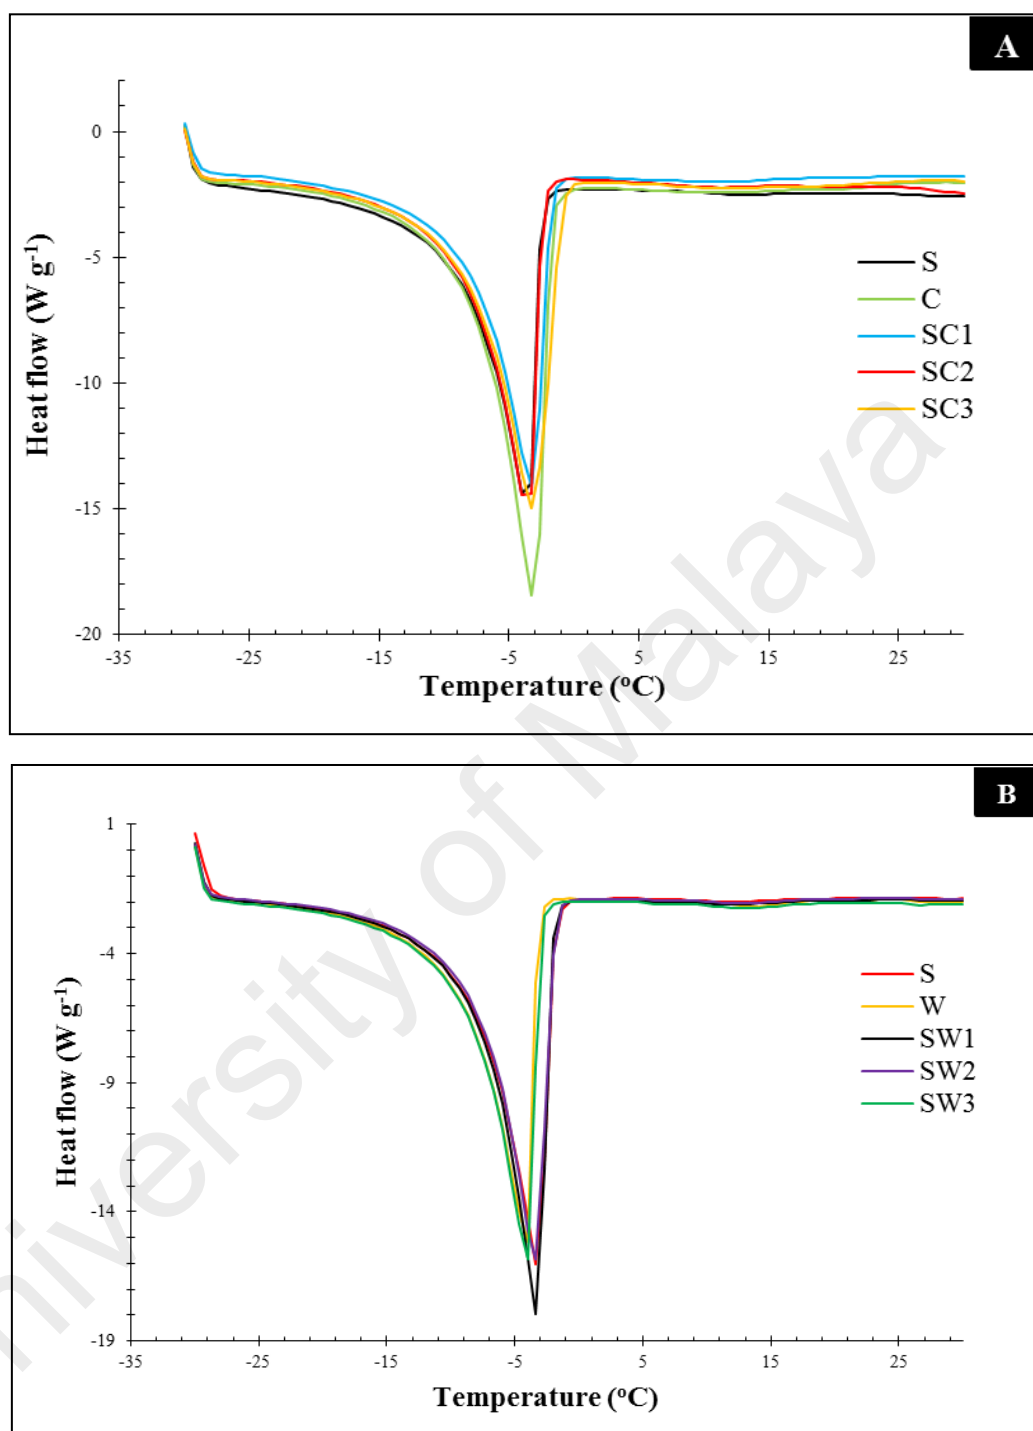 A
0
-5
-10
-15
-20
-35
-25
-15
-5
5
15
25
Heat flow (W g⁻¹)
Temperature (ᵒC)
S
C
SC1
SC2
SC3
B
1
-4
-9
-14
-19
-35
-25
-15
-5
5
15
25
Heat flow (W g⁻¹)
Temperature (ᵒC)
S
W
SW1
SW2
SW3
University of Malaya